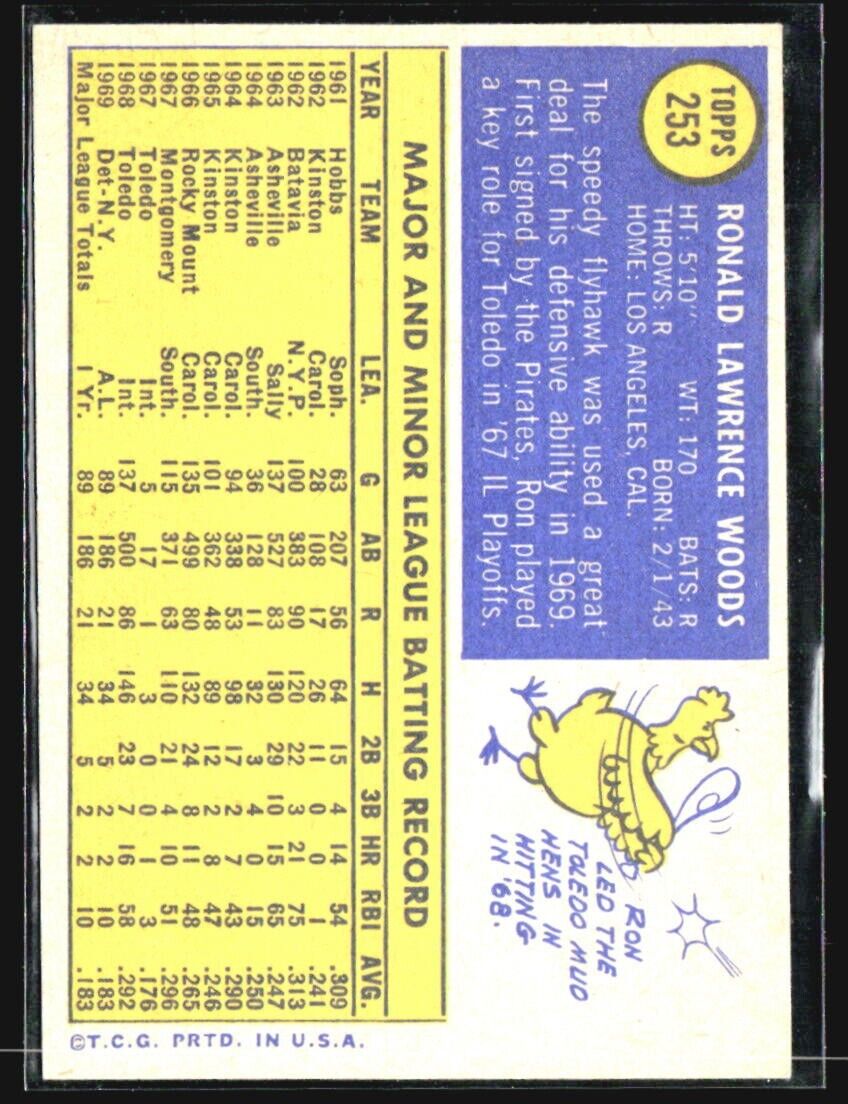 TOPPS
253
RONALD LAWRENCE WOODS
HT: 5'10" WT: 170 BATS: R
THROWS: R BORN: 2/1/43
HOME: LOS ANGELES, CAL.
The speedy flyhawk was used a great
deal for his defensive ability in 1969.
First signed by the Pirates, Ron played
a key role for Toledo in '67 IL Playoffs.
RON
LED THE
TOLEDO MUD
HENS IN
HITTING
IN '68.
MAJOR AND MINOR LEAGUE BATTING RECORD
YEAR TEAM LEA. G AB R H 2B 3B HR RBI AVG.
1961 Hobbs Soph. 63 207 56 64 15 4 14 54 .309
1962 Kinston Carol. 28 108 17 26 11 0 0 1 .241
1962 Batavia N.Y.P. 100 383 90 120 22 3 21 75 .313
1963 Asheville Sally 137 527 83 130 29 10 15 65 .247
1964 Asheville South. 36 128 11 32 3 4 0 15 .250
1964 Kinston Carol. 94 338 53 98 17 2 7 43 .290
1965 Kinston Carol. 101 362 48 89 12 2 8 47 .246
1966 Rocky Mount Carol. 135 499 80 132 24 8 11 48 .265
1967 Montgomery South. 115 371 63 110 21 4 10 51 .296
1967 Toledo Int. 5 17 1 3 0 0 1 3 .176
1968 Toledo Int. 137 500 86 146 23 7 16 58 .292
1969 Det-N.Y. A.L. 89 186 21 34 5 2 2 10 .183
Major League Totals 1 Yr. 89 186 21 34 5 2 2 10 .183
©T.C.G. PRTD. IN U.S.A.